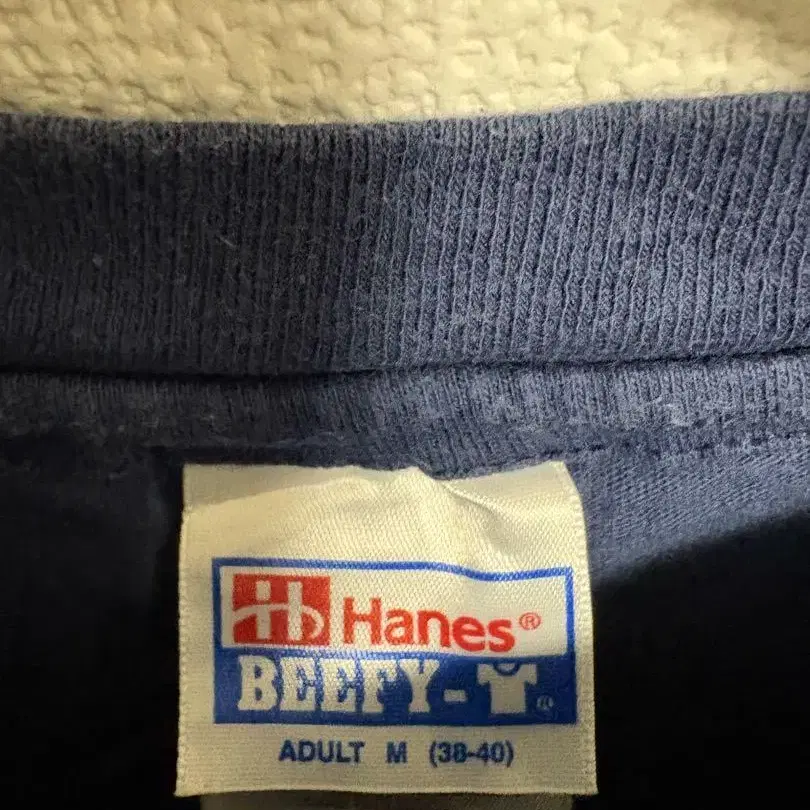 Hanes®
BEEFY-T®
ADULT M (38-40)